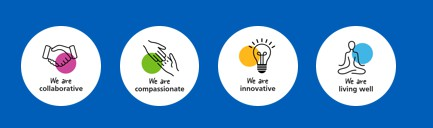 We are
collaborative
We are
compassionate
We are
innovative
We are
living well